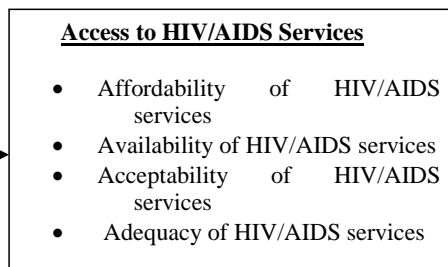 Access to HIV/AIDS Services
• Affordability of HIV/AIDS
services
• Availability of HIV/AIDS services
• Acceptability of HIV/AIDS
services
• Adequacy of HIV/AIDS services